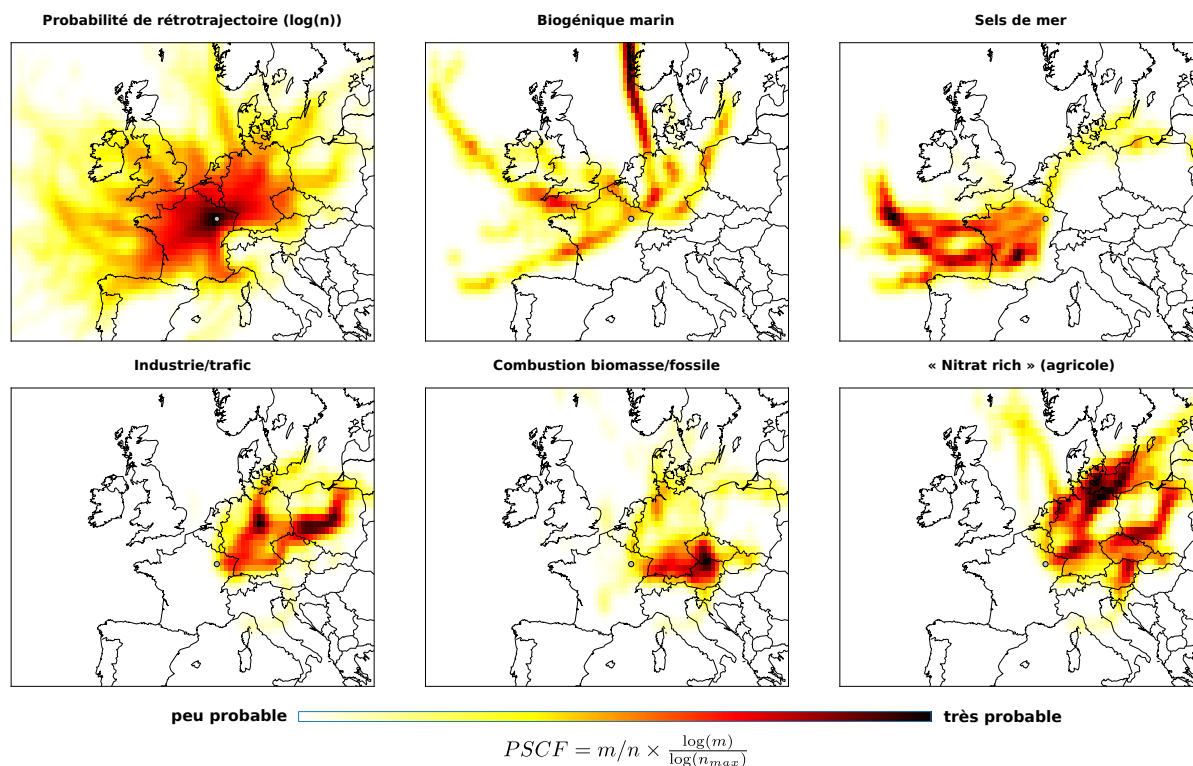 Probabilité de rétrotrajectoire (log(n))
Biogénique marin
Sels de mer
Industrie/trafic
Combustion biomasse/fossile
« Nitrat rich » (agricole)
peu probable
très probable
PSCF = m/n × log(m)/log(n_max)